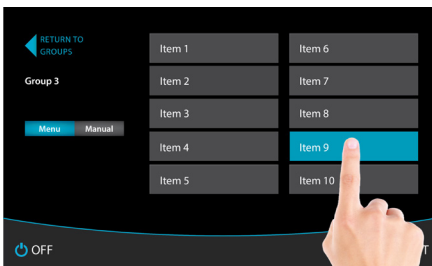 RETURN TO
GROUPS
Group 3
Menu
Manual
Item 1
Item 2
Item 3
Item 4
Item 5
Item 6
Item 7
Item 8
Item 9
Item 10
OFF